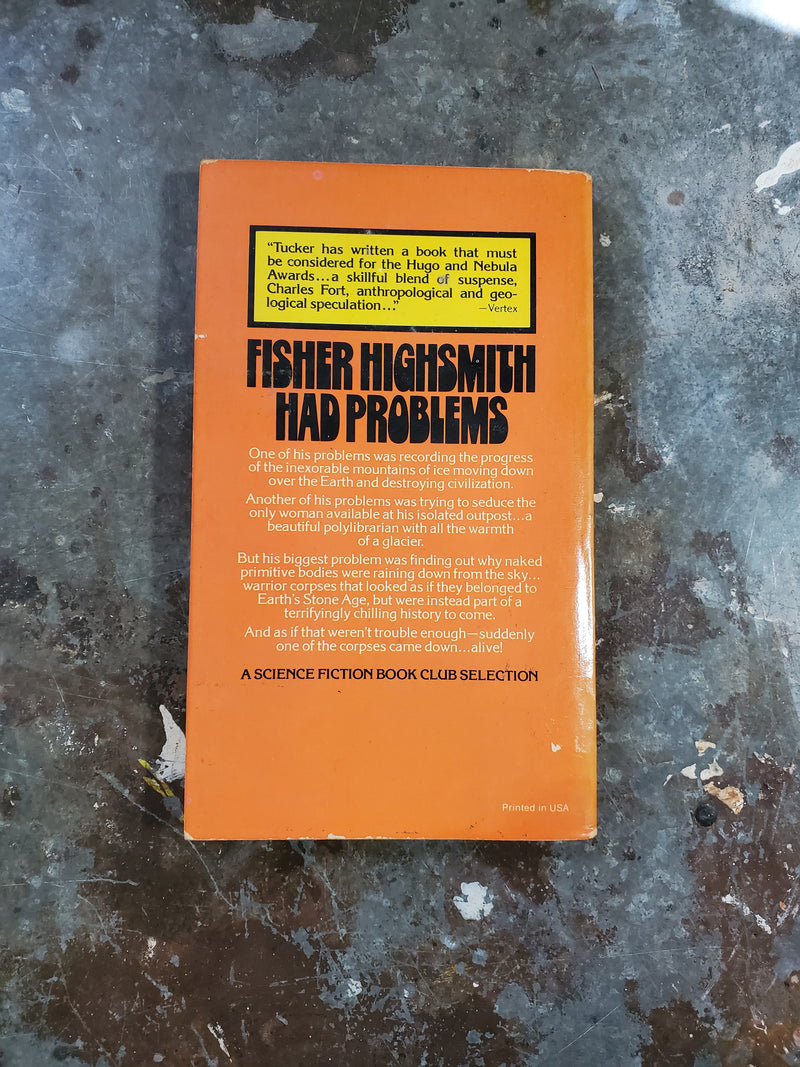 "Tucker has written a book that must
be considered for the Hugo and Nebula
Awards...a skillful blend of suspense,
Charles Fort, anthropological and geo-
logical speculation..."
—Vertex
FISHER HIGHSMITH
HAD PROBLEMS
One of his problems was recording the progress
of the inexorable mountains of ice moving down
over the Earth and destroying civilization.
Another of his problems was trying to seduce the
only woman available at his isolated outpost...a
beautiful polylibrarian with all the warmth
of a glacier.
But his biggest problem was finding out why naked
primitive bodies were raining down from the sky...
warrior corpses that looked as if they belonged to
Earth's Stone Age, but were instead part of a
terrifyingly chilling history to come.
And as if that weren't trouble enough—suddenly
one of the corpses came down...alive!
A SCIENCE FICTION BOOK CLUB SELECTION
Printed in USA